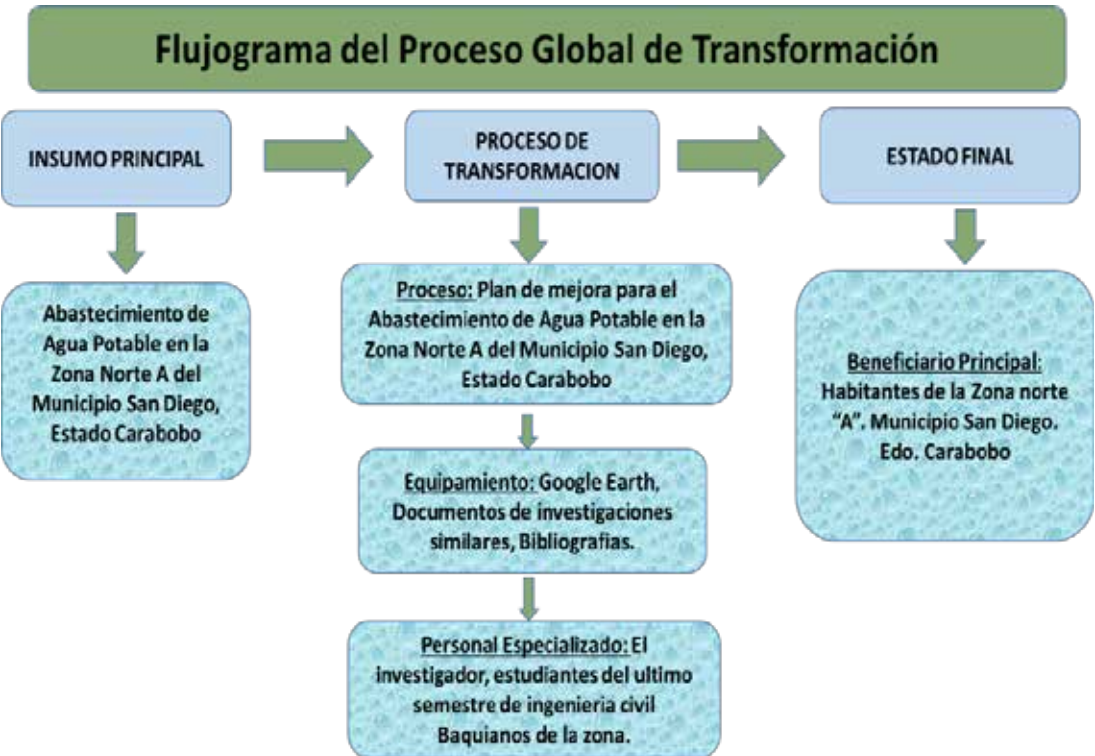 Flujograma del Proceso Global de Transformación
INSUMO PRINCIPAL
PROCESO DE
TRANSFORMACION
ESTADO FINAL
Abastecimiento de
Agua Potable en la
Zona Norte A del
Municipio San Diego,
Estado Carabobo
Proceso: Plan de mejora para el
Abastecimiento de Agua Potable en la
Zona Norte A del Municipio San Diego,
Estado Carabobo
Equipamiento: Google Earth,
Documentos de investigaciones
similares, Bibliografias.
Personal Especializado: El
investigador, estudiantes del ultimo
semestre de ingenieria civil
Baquianos de la zona.
Beneficiario Principal:
Habitantes de la Zona norte
“A”. Municipio San Diego.
Edo. Carabobo